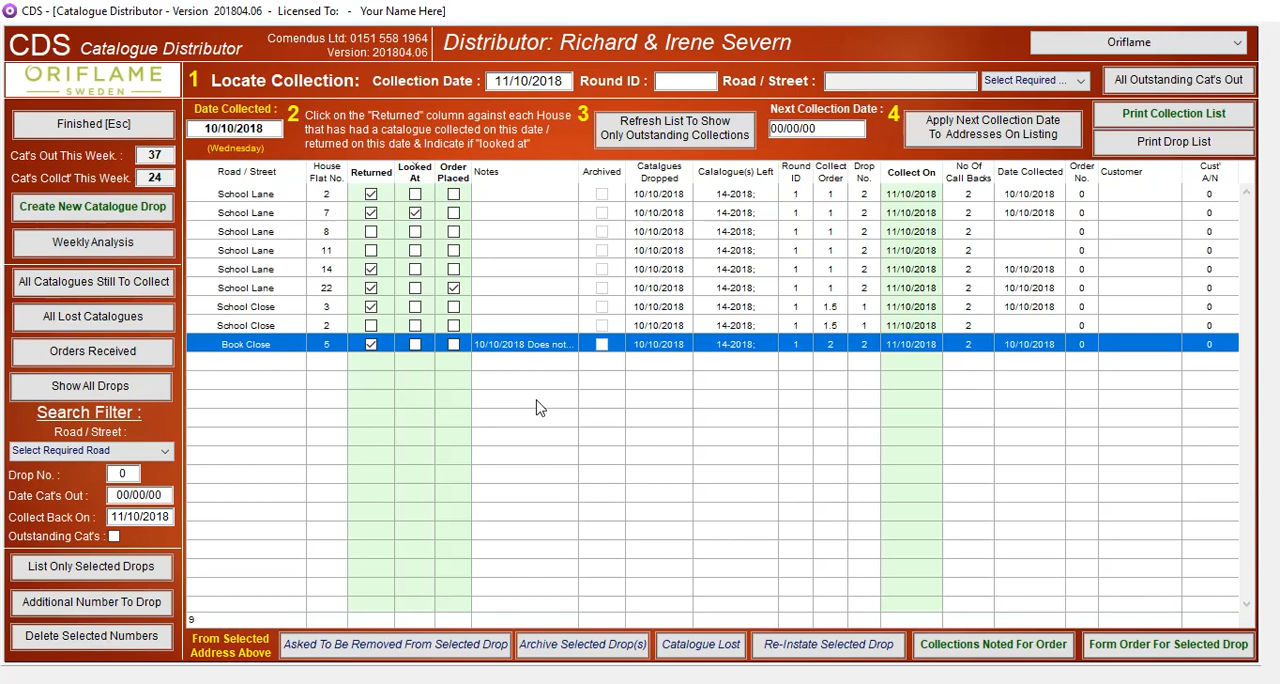 CDS - [Catalogue Distributor - Version 201804.06 - Licensed To: - Your Name Here]
CDS Catalogue Distributor
Comendus Ltd: 0151 558 1964
Version: 201804.06
Distributor: Richard & Irene Severn
Oriflame
ORIFLAME
SWEDEN
1 Locate Collection: Collection Date : 11/10/2018 Round ID : Road / Street : Select Required ... All Outstanding Cat's Out
Finished [Esc]
Cat's Out This Week. : 37
Cat's Collct' This Week. 24
Create New Catalogue Drop
Weekly Analysis
All Catalogues Still To Collect
All Lost Catalogues
Orders Received
Show All Drops
Search Filter :
Road / Street :
Select Required Road
Drop No. : 0
Date Cat's Out : 00/00/00
Collect Back On : 11/10/2018
Outstanding Cat's :
List Only Selected Drops
Additional Number To Drop
Delete Selected Numbers
Date Collected :
10/10/2018
(Wednesday)
2 Click on the "Returned" column against each House
that has had a catalogue collected on this date /
returned on this date & Indicate if "looked at"
3 Refresh List To Show
Only Outstanding Collections
Next Collection Date :
00/00/00
4 Apply Next Collection Date
To Addresses On Listing
Print Collection List
Print Drop List
Road / Street House Flat No. Returned Looked At Order Placed Notes Archived Catalgues Dropped Catalogue(s) Left Round ID Collect Order Drop No. Collect On No Of Call Backs Date Collected Order No. Customer Cust' A/N
School Lane 2 10/10/2018 14-2018; 1 1 2 11/10/2018 2 10/10/2018 0 0
School Lane 7 10/10/2018 14-2018; 1 1 2 11/10/2018 2 10/10/2018 0 0
School Lane 8 10/10/2018 14-2018; 1 1 2 11/10/2018 2 0 0
School Lane 11 10/10/2018 14-2018; 1 1 2 11/10/2018 2 0 0
School Lane 14 10/10/2018 14-2018; 1 1 2 11/10/2018 2 10/10/2018 0 0
School Lane 22 10/10/2018 14-2018; 1 1 2 11/10/2018 2 10/10/2018 0 0
School Close 3 10/10/2018 14-2018; 1 1.5 1 11/10/2018 2 10/10/2018 0 0
School Close 2 10/10/2018 14-2018; 1 1.5 1 11/10/2018 2 0 0
Book Close 5 10/10/2018 Does not... 10/10/2018 14-2018; 1 2 2 11/10/2018 2 10/10/2018 0 0
9
From Selected
Address Above
Asked To Be Removed From Selected Drop
Archive Selected Drop(s)
Catalogue Lost
Re-Instate Selected Drop
Collections Noted For Order
Form Order For Selected Drop